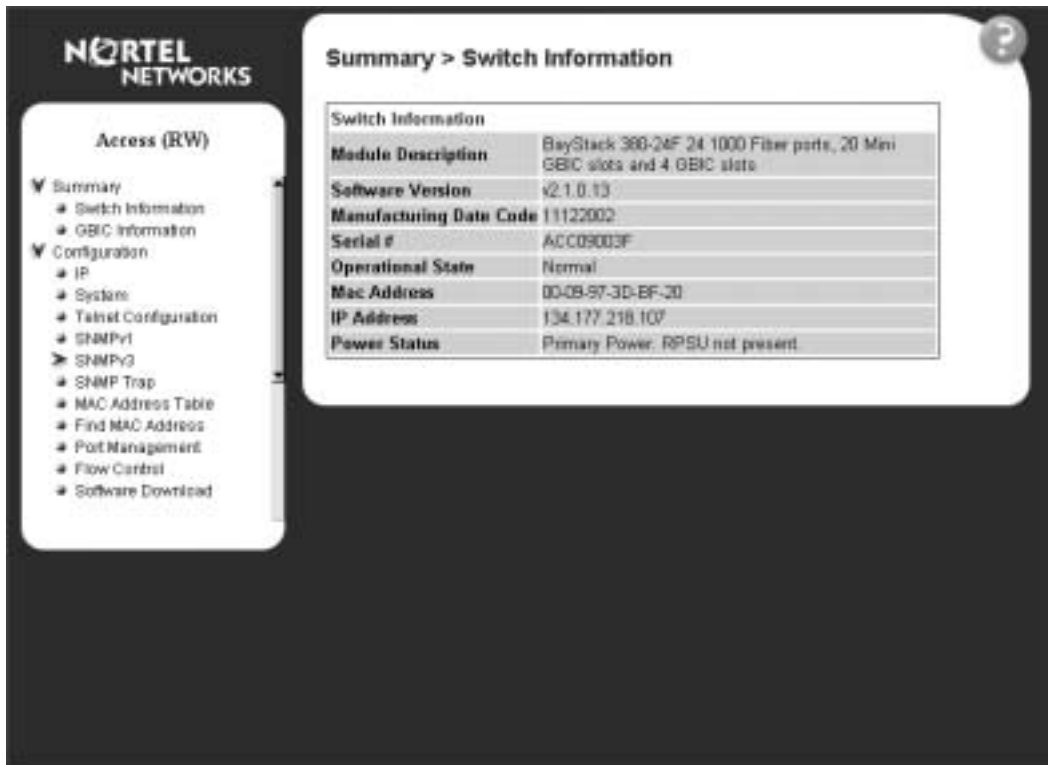 NORTEL
NETWORKS
Access (RW)
Summary
Switch Information
GBIC Information
Configuration
IP
System
Telnet Configuration
SNMPv1
SNMPv3
SNMP Trap
MAC Address Table
Find MAC Address
Port Management
Flow Control
Software Download
?
Summary > Switch Information
Switch Information
Module Description BayStack 380-24F 24 1000 Fiber ports, 20 Mini
GBIC slots and 4 GBIC slots
Software Version v2.1.0.13
Manufacturing Date Code 11122002
Serial # ACC09003F
Operational State Normal
Mac Address 00-09-97-3D-BF-20
IP Address 134.177.218.107
Power Status Primary Power. RPSU not present.